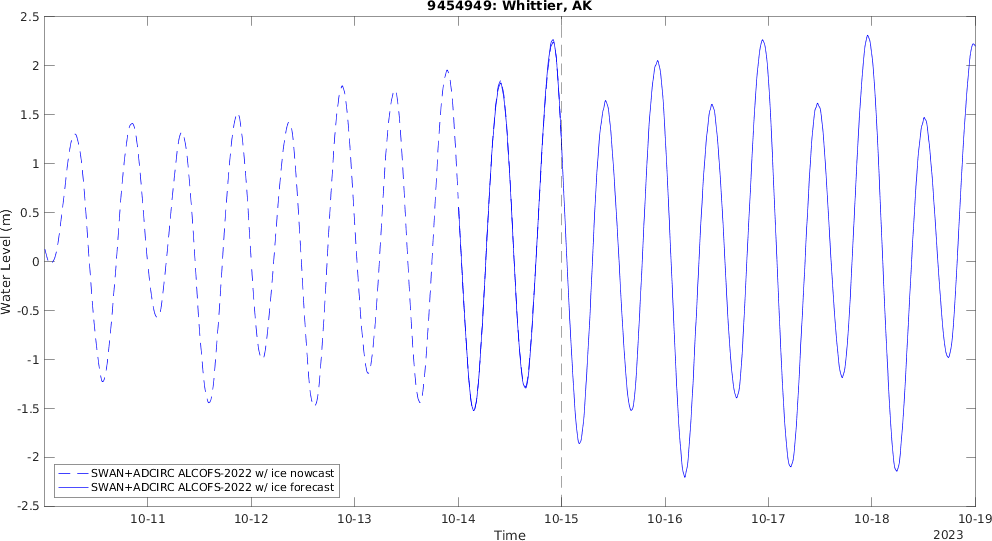 9454949: Whittier, AK
2.5
2
1.5
1
0.5
0
-0.5
-1
-1.5
-2
-2.5
Water Level (m)
SWAN+ADCIRC ALCOFS-2022 w/ ice nowcast
SWAN+ADCIRC ALCOFS-2022 w/ ice forecast
10-11 10-12 10-13 10-14 10-15 10-16 10-17 10-18 10-19
Time
2023